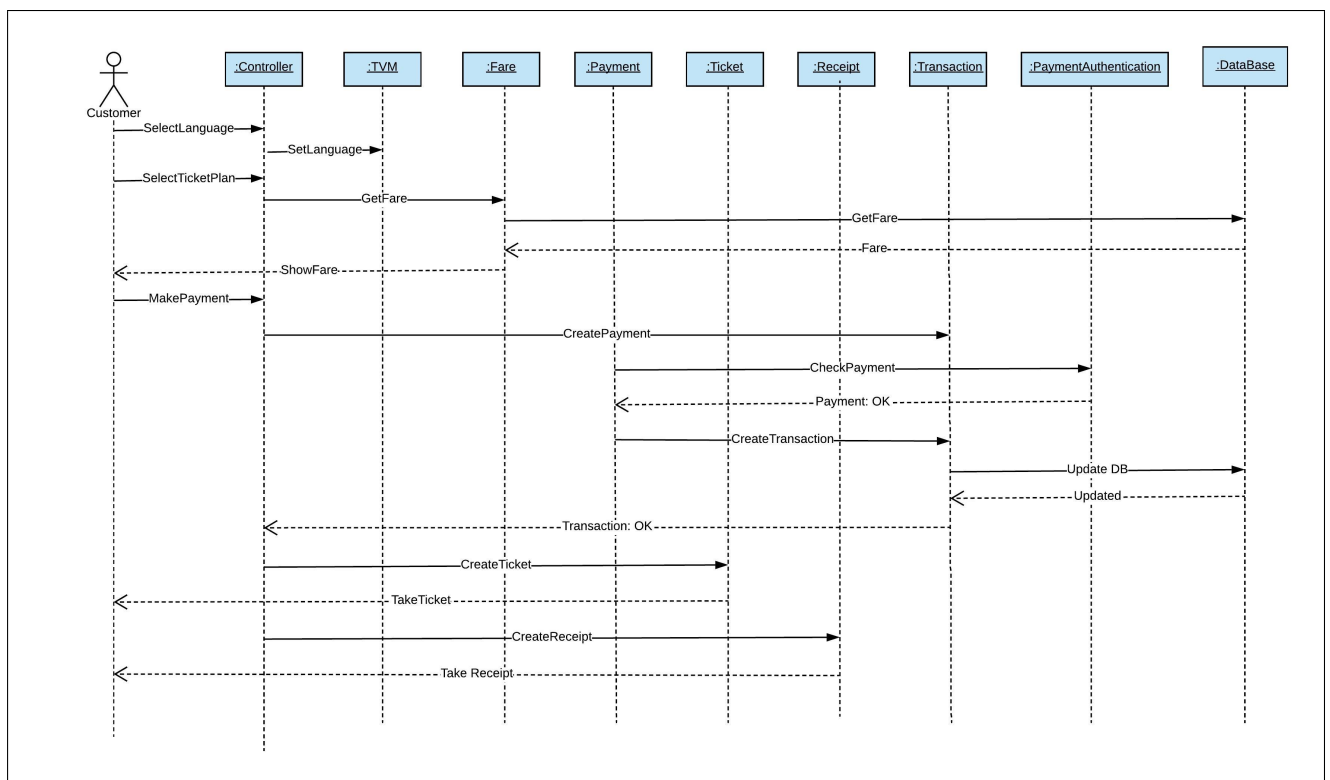 :Controller
:TVM
:Fare
:Payment
:Ticket
:Receipt
:Transaction
:PaymentAuthentication
:DataBase
Customer
SelectLanguage
SetLanguage
SelectTicketPlan
GetFare
GetFare
Fare
ShowFare
MakePayment
CreatePayment
CheckPayment
Payment: OK
CreateTransaction
Update DB
Updated
Transaction: OK
CreateTicket
TakeTicket
CreateReceipt
Take Receipt